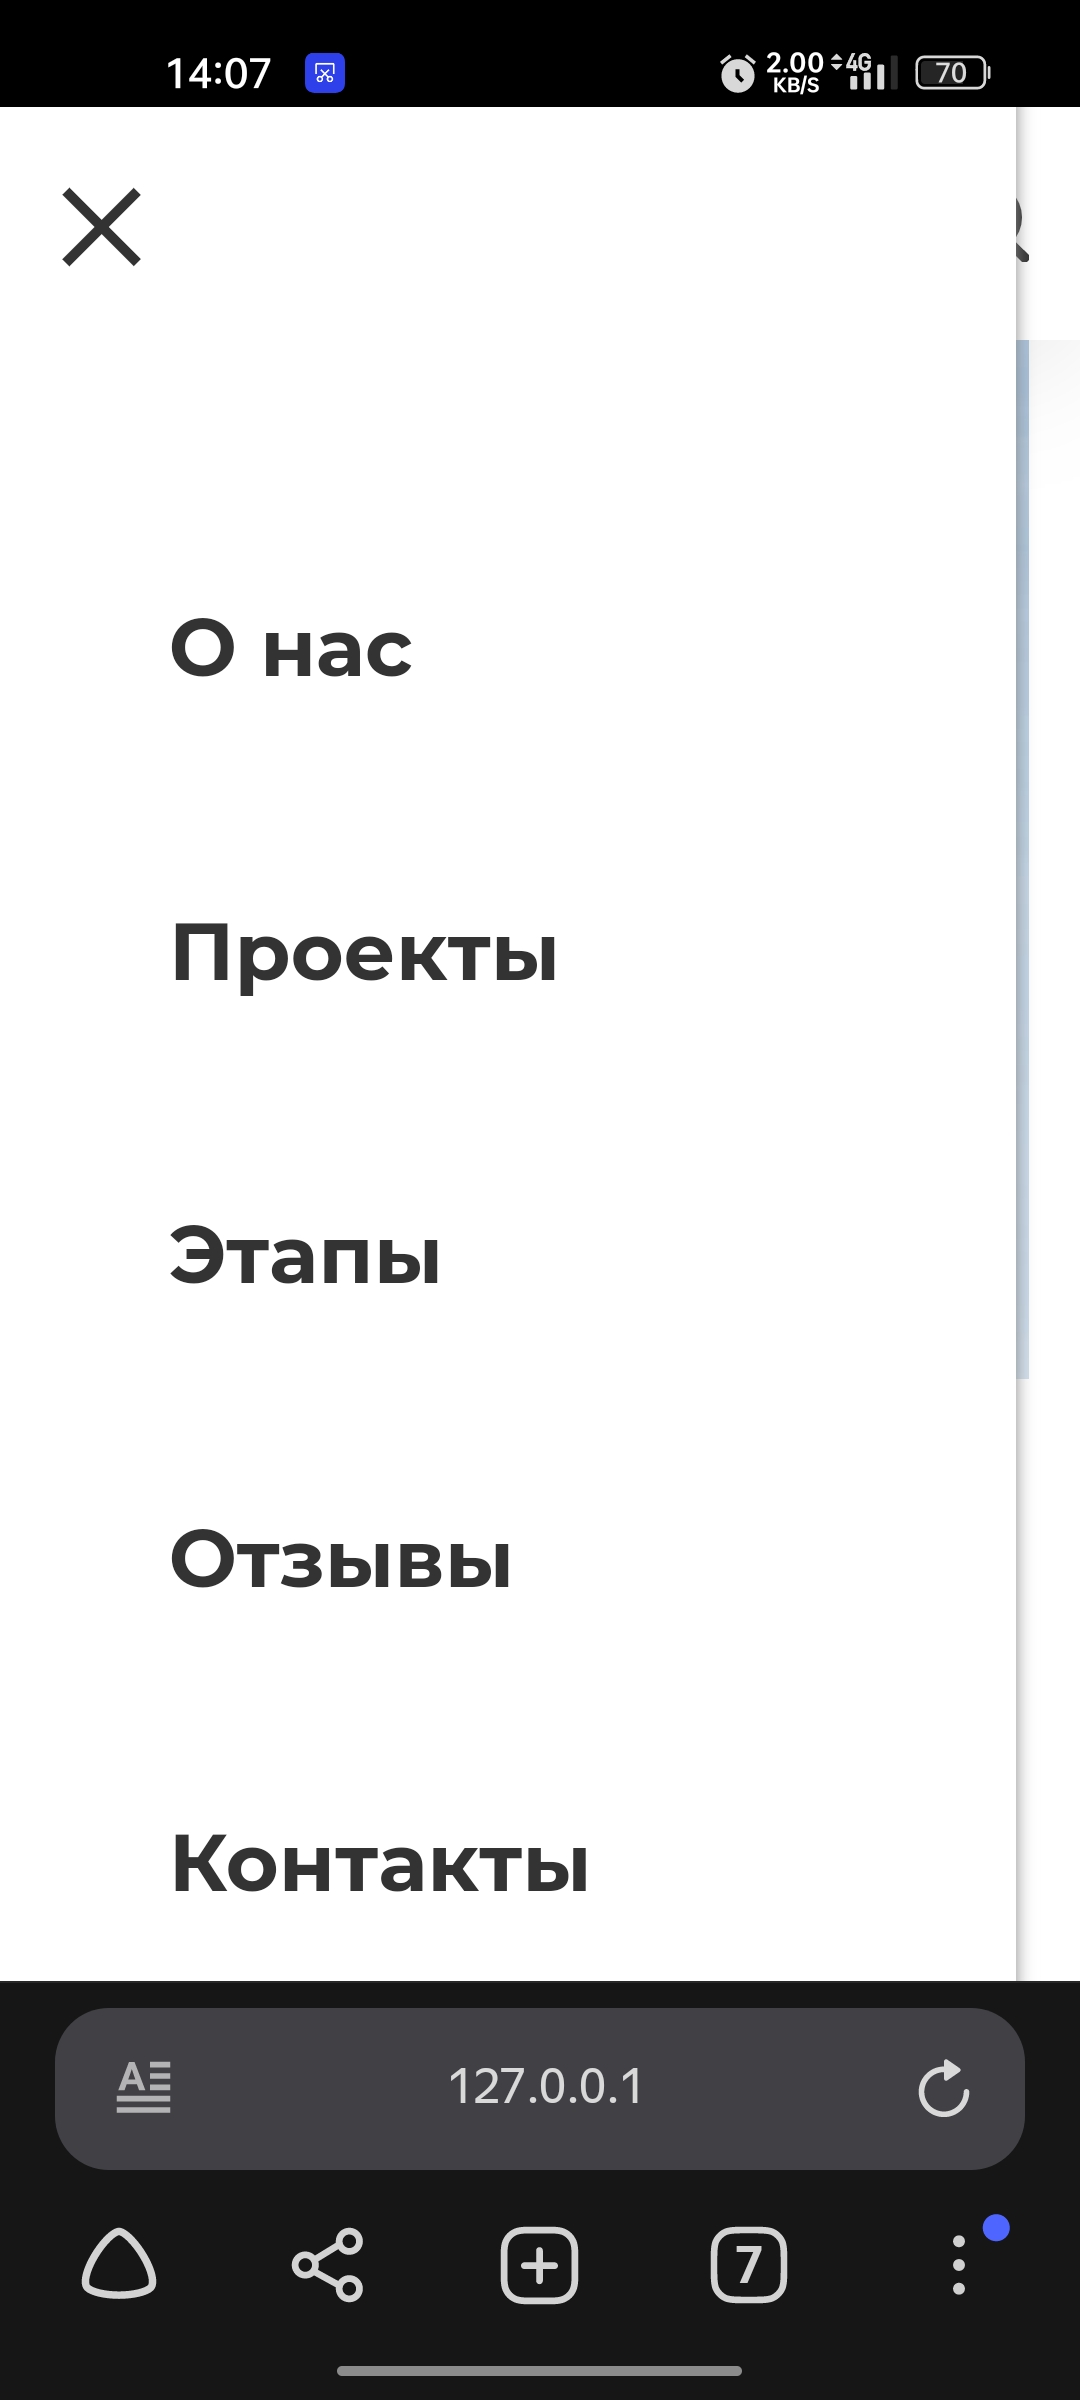 14:07
2.00
KB/S
4G
70
О нас
Проекты
Этапы
Отзывы
Контакты
A
127.0.0.1
7